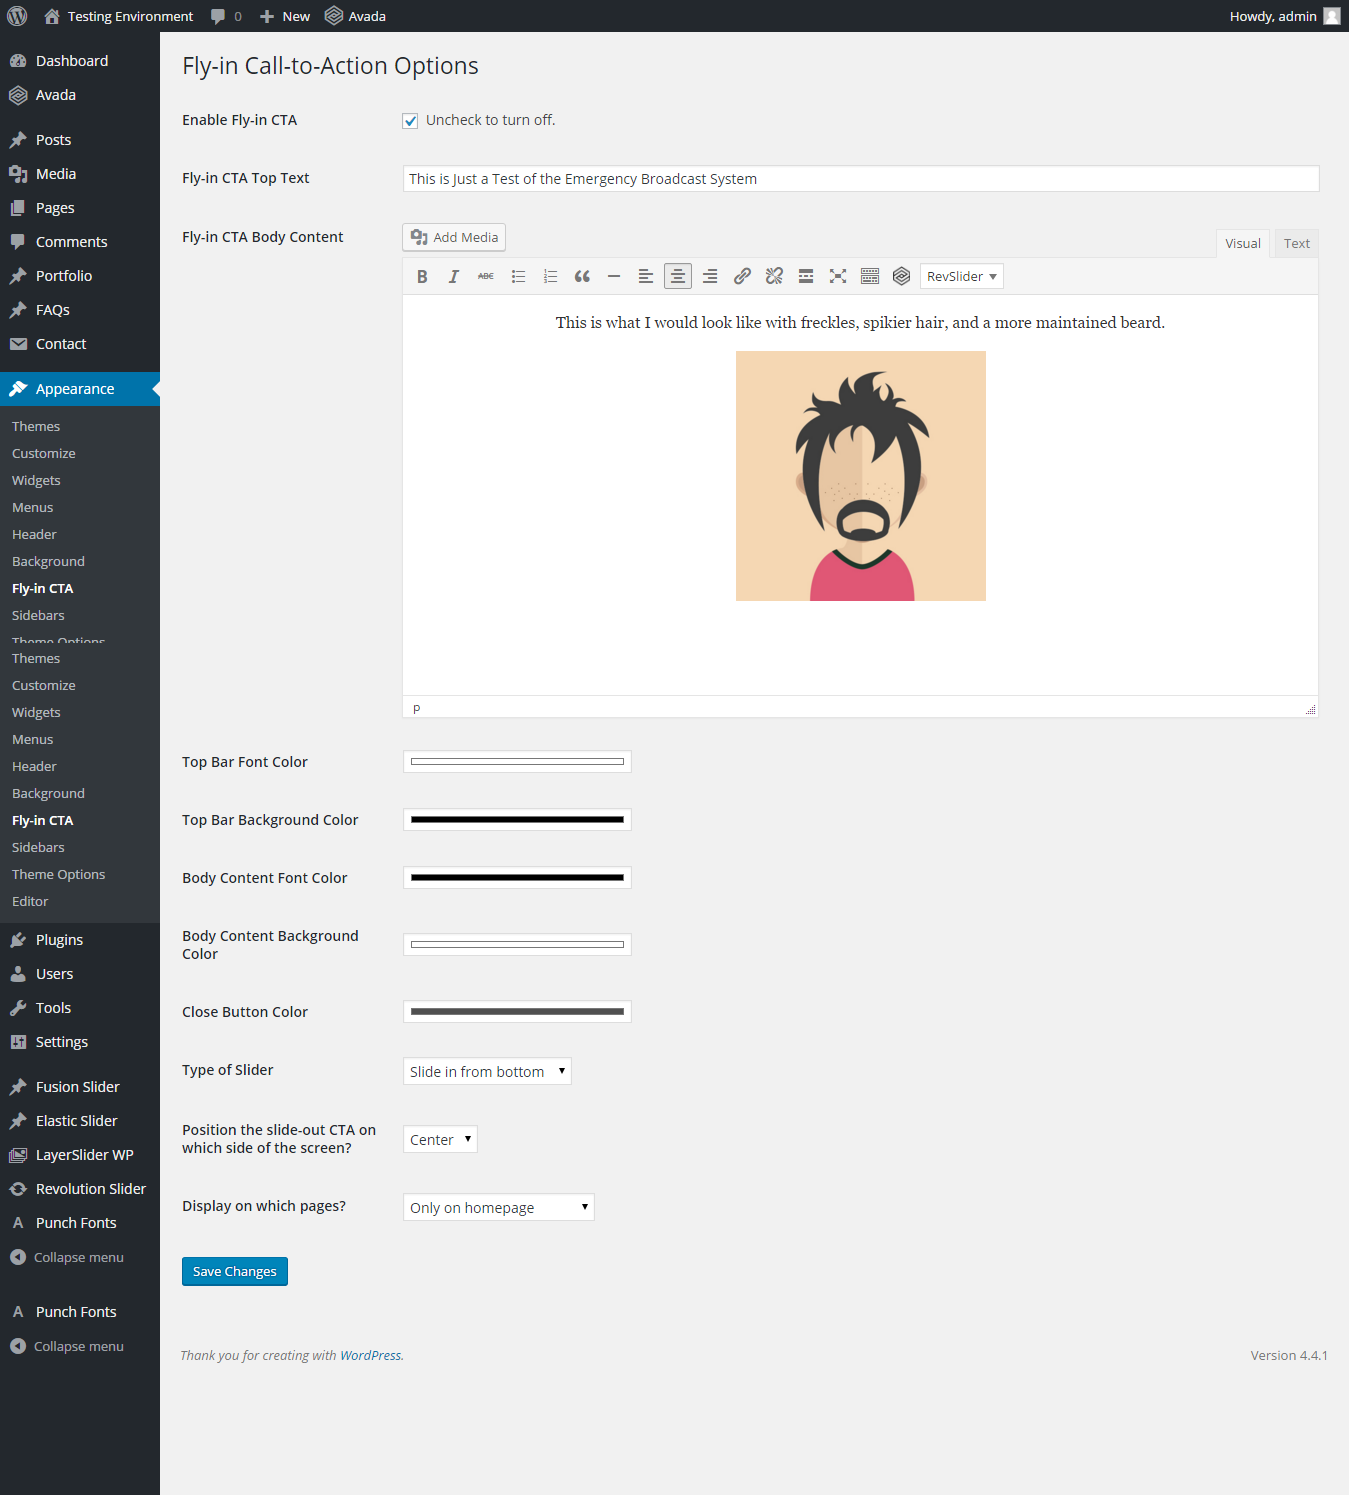 Testing Environment 0 New Avada Howdy, admin
Dashboard
Avada
Posts
Media
Pages
Comments
Portfolio
FAQs
Contact
Appearance
Themes
Customize
Widgets
Menus
Header
Background
Fly-in CTA
Sidebars
Theme Options
Themes
Customize
Widgets
Menus
Header
Background
Fly-in CTA
Sidebars
Theme Options
Editor
Plugins
Users
Tools
Settings
Fusion Slider
Elastic Slider
LayerSlider WP
Revolution Slider
A Punch Fonts
Collapse menu
A Punch Fonts
Collapse menu
Fly-in Call-to-Action Options
Enable Fly-in CTA Uncheck to turn off.
Fly-in CTA Top Text This is Just a Test of the Emergency Broadcast System
Fly-in CTA Body Content Add Media Visual Text
B I ABC RevSlider
This is what I would look like with freckles, spikier hair, and a more maintained beard.
p
Top Bar Font Color
Top Bar Background Color
Body Content Font Color
Body Content Background
Color
Close Button Color
Type of Slider Slide in from bottom
Position the slide-out CTA on
which side of the screen? Center
Display on which pages? Only on homepage
Save Changes
Thank you for creating with WordPress. Version 4.4.1